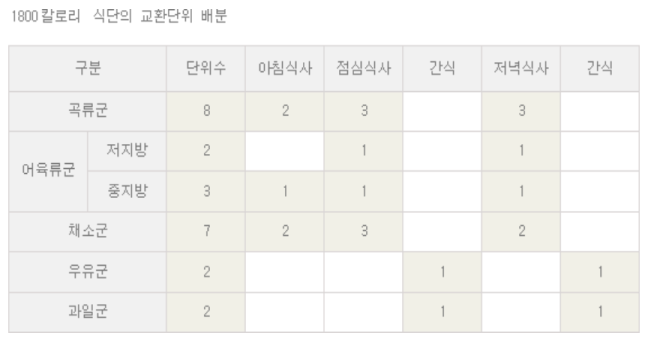 1800칼로리 식단의 교환단위 배분
구분 단위수 아침식사 점심식사 간식 저녁식사 간식
곡류군 8 2 3 3
어육류군 저지방 2 1 1
중지방 3 1 1 1
채소군 7 2 3 2
우유군 2 1 1
과일군 2 1 1